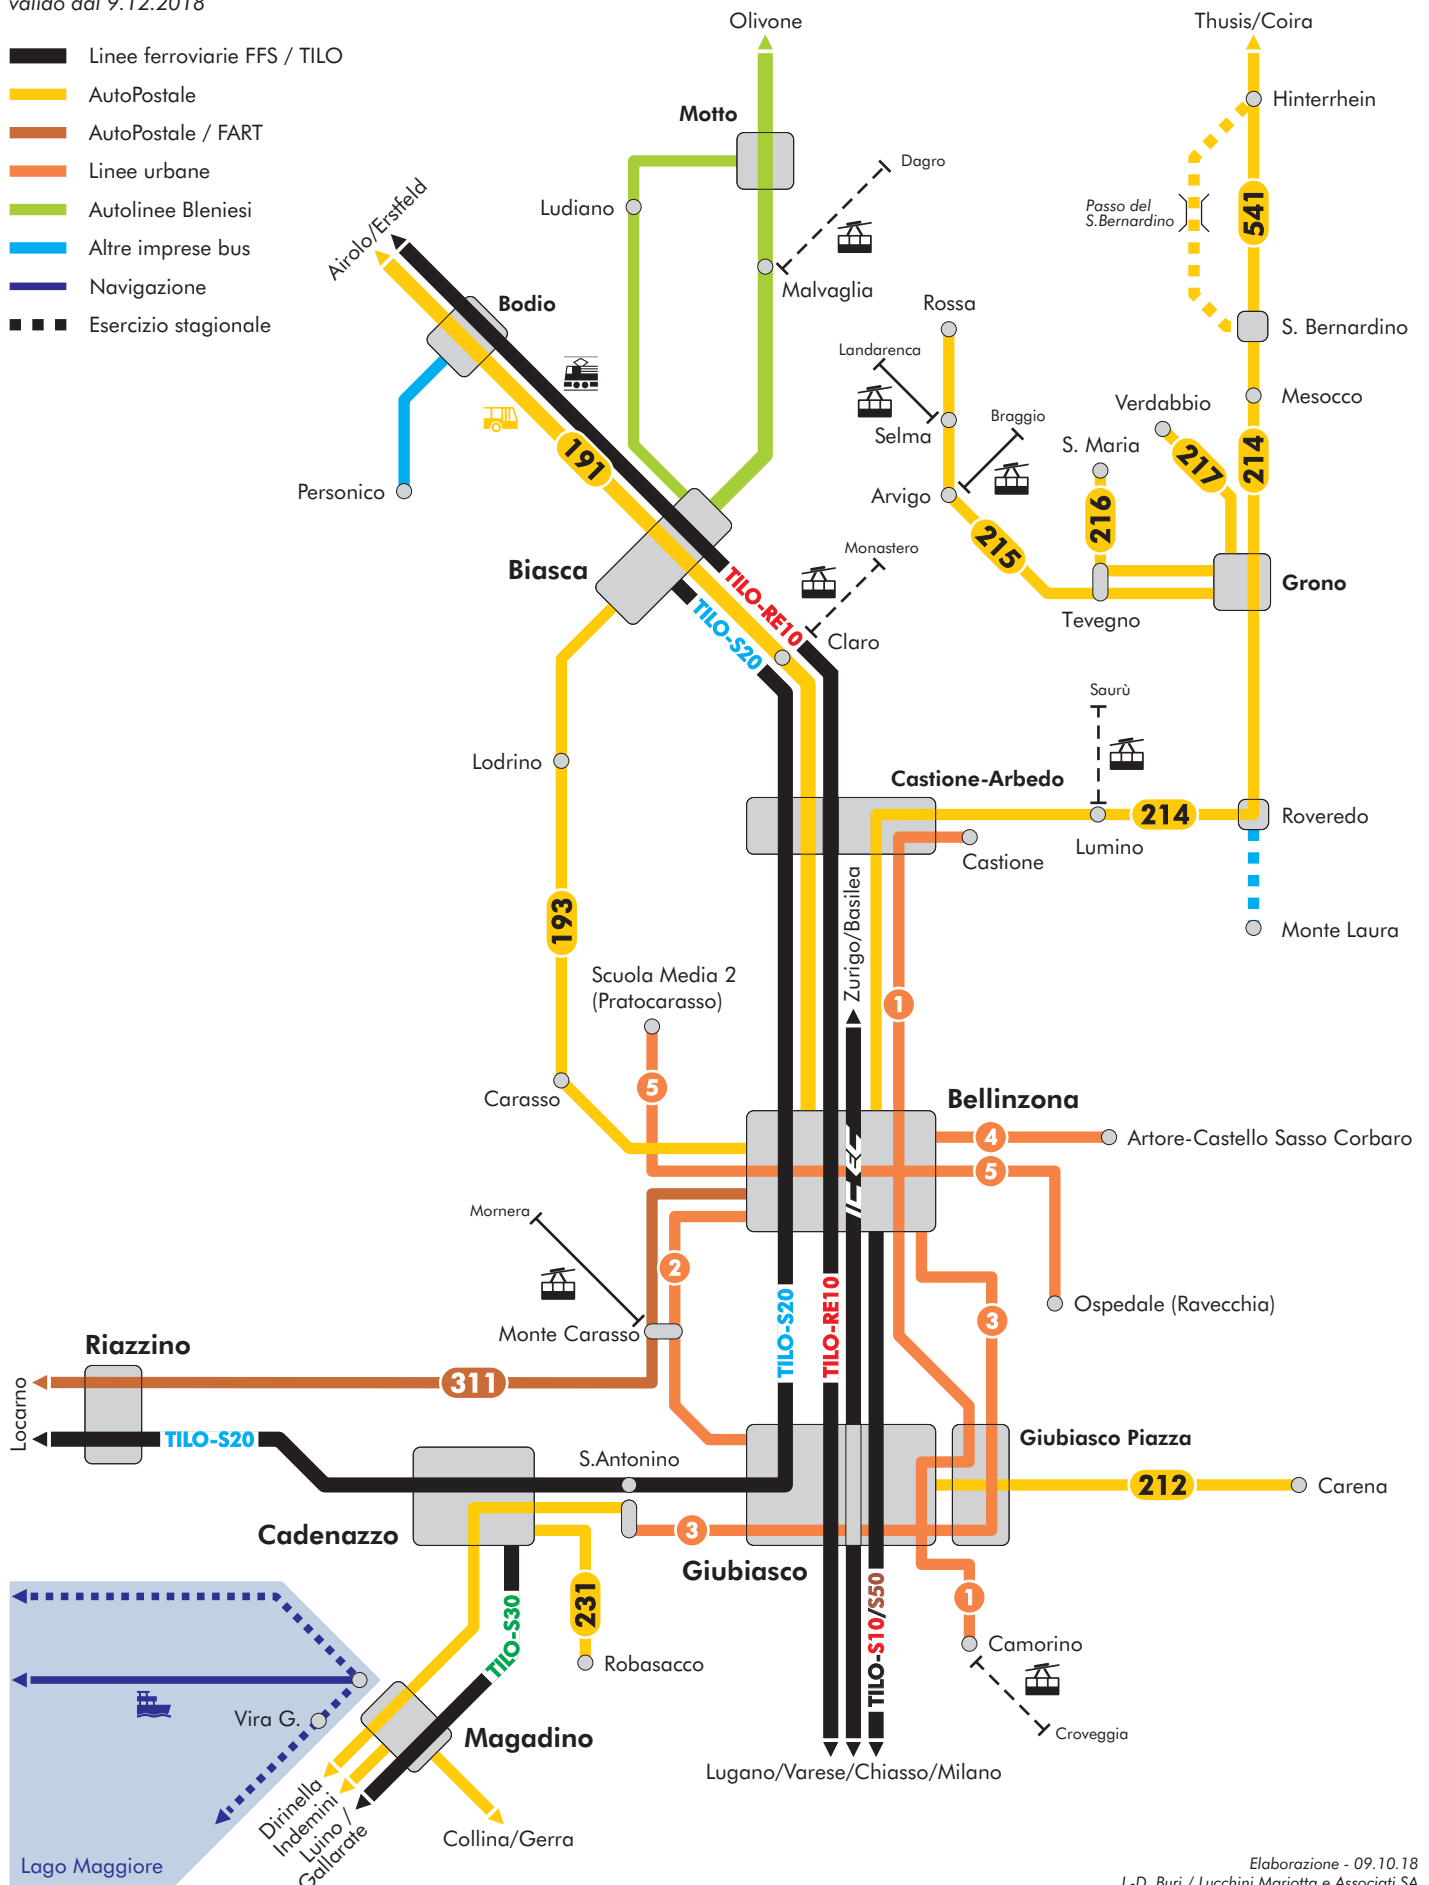 valido dal 9.12.2018
Linee ferroviarie FFS / TILO
AutoPostale
AutoPostale / FART
Linee urbane
Autolinee Bleniesi
Altre imprese bus
Navigazione
Esercizio stagionale
Olivone
Thusis/Coira
Hinterrhein
Motto
Dagro
Ludiano
Passo del
S.Bernardino
541
Airolo/Erstfeld
Malvaglia
Bodio
Rossa
S. Bernardino
Landarenca
Mesocco
Verdabbio
Braggio
Selma
S. Maria
191
217
214
Personico
Arvigo
216
215
Monastero
Biasca
Grono
TILO-RE10
TILO-S20
Tevegno
Claro
Saurù
Lodrino
Castione-Arbedo
214
Roveredo
Lumino
Castione
193
Zurigo/Basilea
Monte Laura
Scuola Media 2
(Pratocarasso)
1
5
Carasso
Bellinzona
4
Artore-Castello Sasso Corbaro
IC EC
5
Mornera
2
Ospedale (Ravecchia)
3
TILO-S20
TILO-RE10
Monte Carasso
Riazzino
311
Locarno
TILO-S20
Giubiasco Piazza
S.Antonino
212
Carena
Cadenazzo
3
Giubiasco
231
TILO-S30
TILO-S10/S50
1
Camorino
Robasacco
Vira G.
Magadino
Croveggia
Lugano/Varese/Chiasso/Milano
Dirinella
Indemini
Luino /
Gallarate
Collina/Gerra
Lago Maggiore
Elaborazione - 09.10.18
J.-D. Buri / Lucchini Mariotta e Associati SA